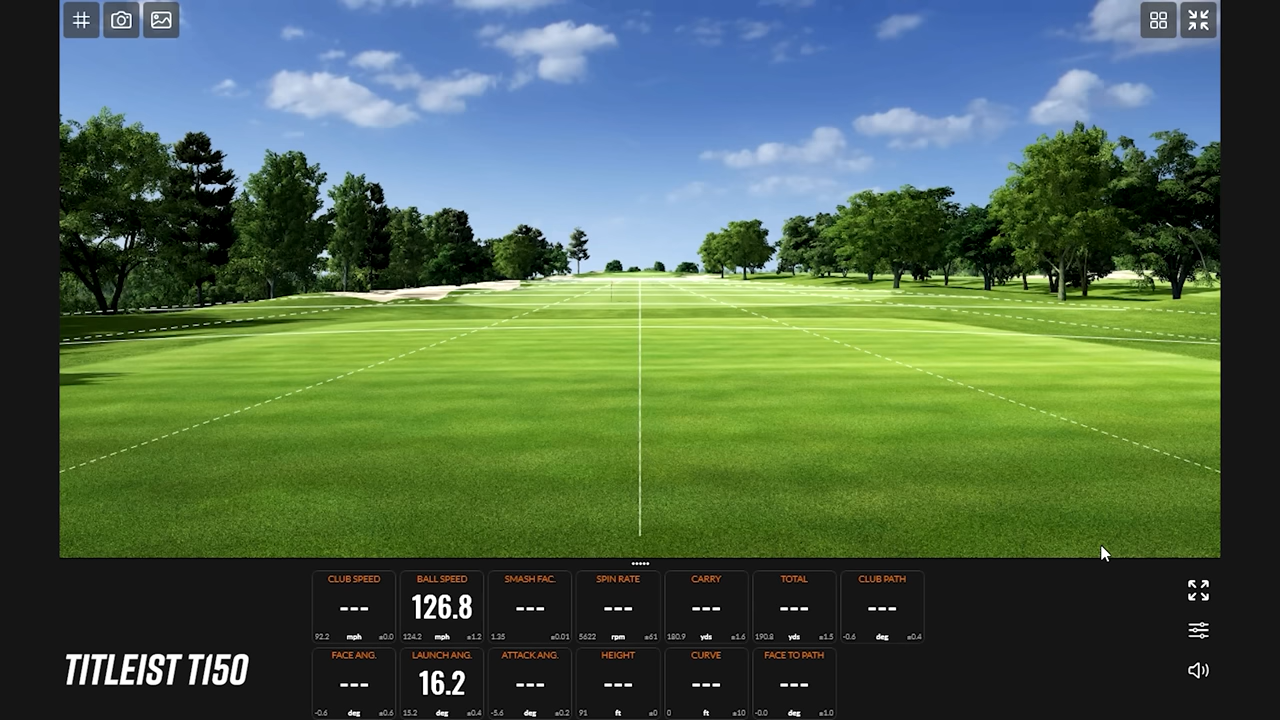 CLUB SPEED BALL SPEED SMASH FAC. SPIN RATE CARRY TOTAL CLUB PATH
--- 126.8 --- --- --- --- ---
92.2 mph ±0.0 124.2 mph ±1.2 1.35 ±0.01 5622 rpm ±61 180.9 yds ±1.6 190.8 yds ±1.5 -0.6 deg ±0.4
TITLEIST T150
FACE ANG. LAUNCH ANG. ATTACK ANG. HEIGHT CURVE FACE TO PATH
--- 16.2 --- --- --- ---
-0.6 deg ±0.6 15.2 deg ±0.4 -5.6 deg ±0.2 91 ft ±0 0 ft ±10 -0.0 deg ±1.0